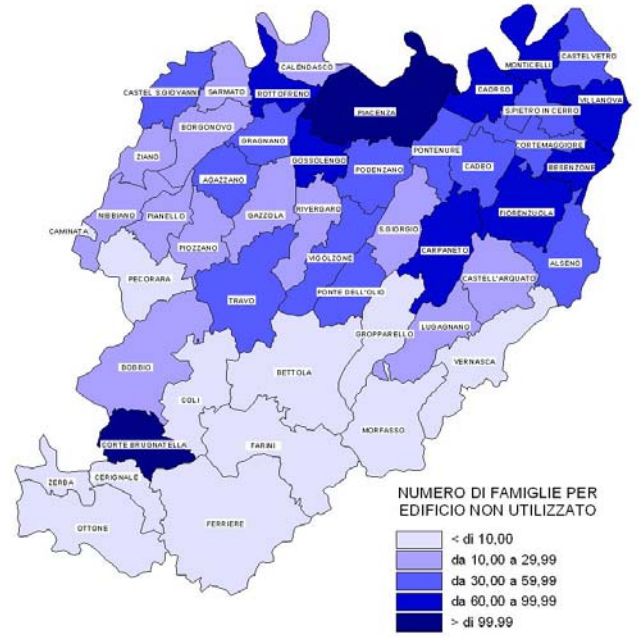 CALENDASCO
MONTICELLI
CASTELVETRO
CASTEL S.GIOVANNI
SARMATO
ROTTOFRENO
CAORSO
VILLANOVA
PIACENZA
S.PIETRO IN CERRO
BORGONOVO
GRAGNANO
PONTENURE
CORTEMAGGIORE
ZIANO
GOSSOLENGO
PODENZANO
CADEO
BESENZONE
AGAZZANO
NIBBIANO
PIANELLO
GAZZOLA
RIVERGARO
FIORENZUOLA
CAMINATA
S.GIORGIO
PIOZZANO
VIGOLZONE
CARPANETO
ALSENO
PECORARA
CASTELL'ARQUATO
TRAVO
PONTE DELL'OLIO
GROPPARELLO
LUGAGNANO
VERNASCA
BOBBIO
BETTOLA
COLI
MORFASSO
CORTE BRUGNATELLA
FARINI
ZERBA
CERIGNALE
OTTONE
FERRIERE
NUMERO DI FAMIGLIE PER
EDIFICIO NON UTILIZZATO
< di 10,00
da 10,00 a 29,99
da 30,00 a 59,99
da 60,00 a 99,99
> di 99,99